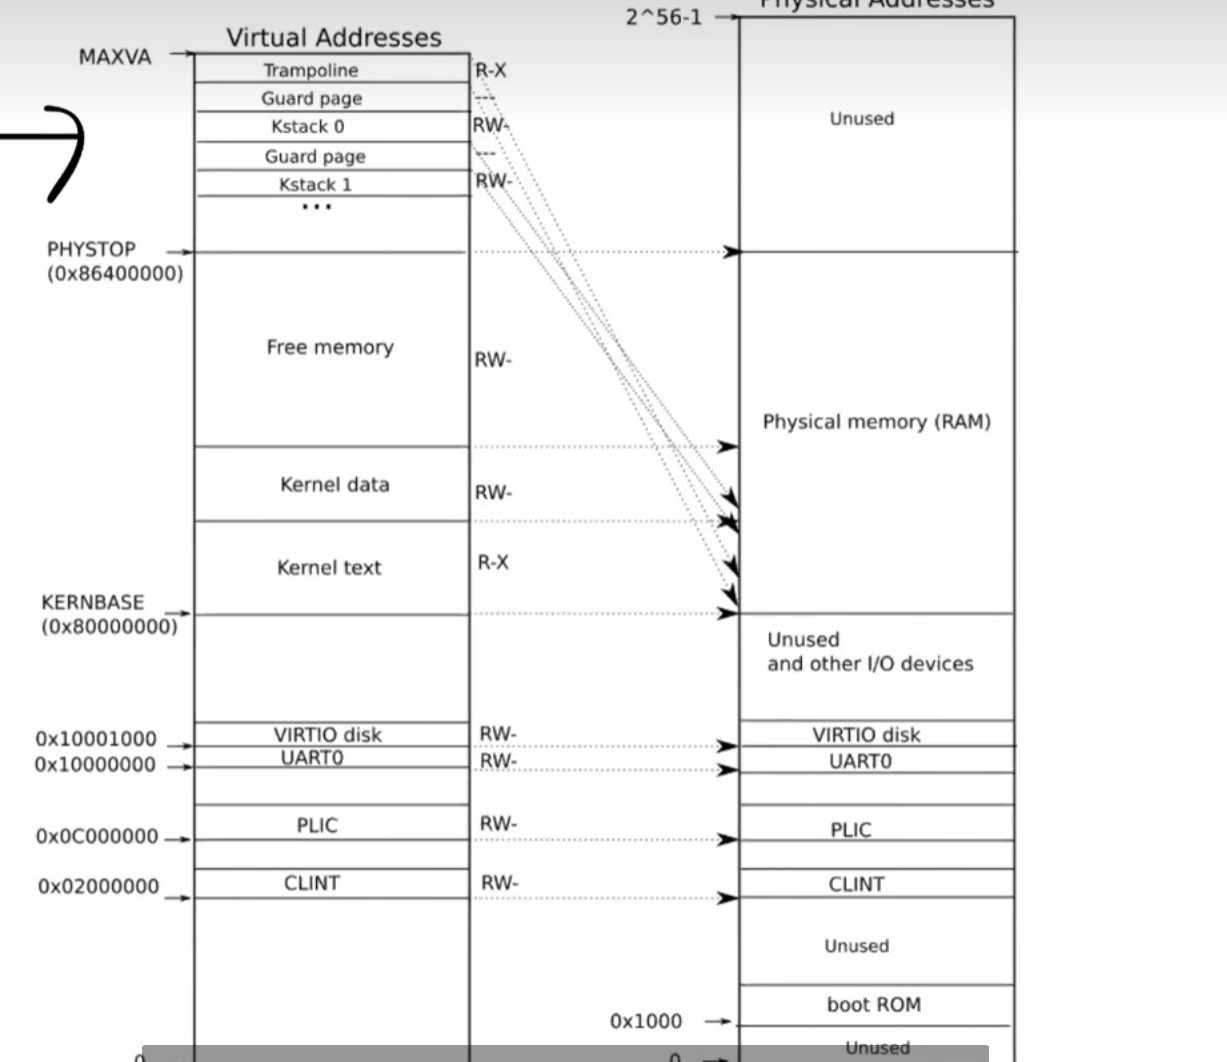 Physical Addresses
2^56-1
Virtual Addresses
MAXVA
Trampoline
R-X
Guard page
---
Unused
Kstack 0
RW-
Guard page
---
Kstack 1
RW-
...
PHYSTOP
(0x86400000)
Free memory
RW-
Physical memory (RAM)
Kernel data
RW-
Kernel text
R-X
KERNBASE
(0x80000000)
Unused
and other I/O devices
0x10001000
VIRTIO disk
RW-
VIRTIO disk
0x10000000
UART0
RW-
UART0
0x0C000000
PLIC
RW-
PLIC
0x02000000
CLINT
RW-
CLINT
Unused
boot ROM
0x1000
Unused
0
0